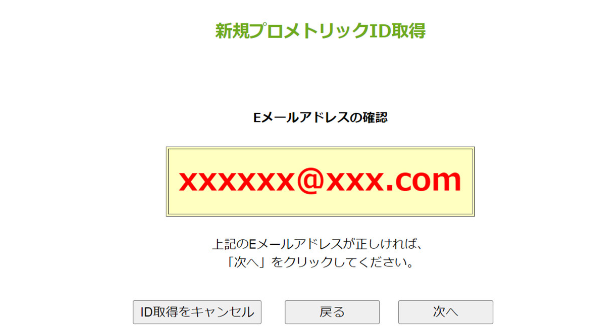 新規プロメトリックID取得
Eメールアドレスの確認
xxxxxx@xxx.com
上記のEメールアドレスが正しければ、
「次へ」をクリックしてください。
ID取得をキャンセル
戻る
次へ